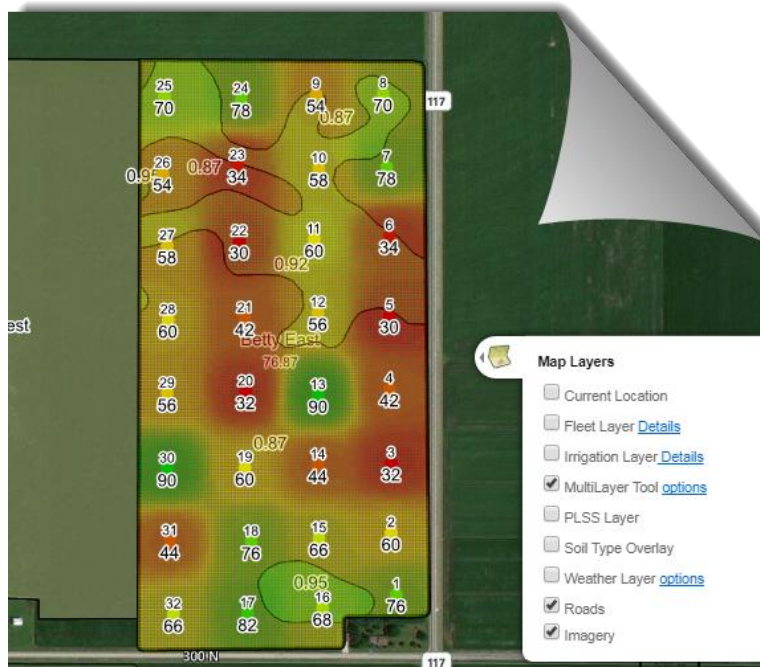 25 24 9 8
70 78 54 70
0.87
117
26 23 10 7
0.95 54 0.87 34 58 78
27 22 11 6
58 30 60 34
0.92
28 21 12 5
60 42 56 30
est
Betty East
76.87
29 20 13 4
56 32 90 42
0.87
30 19 14 3
90 60 44 32
31 18 15 2
44 76 66 60
0.95
32 17 16 1
66 82 68 76
300 N
117
Map Layers
Current Location
Fleet Layer Details
Irrigation Layer Details
MultiLayer Tool options
PLSS Layer
Soil Type Overlay
Weather Layer options
Roads
Imagery